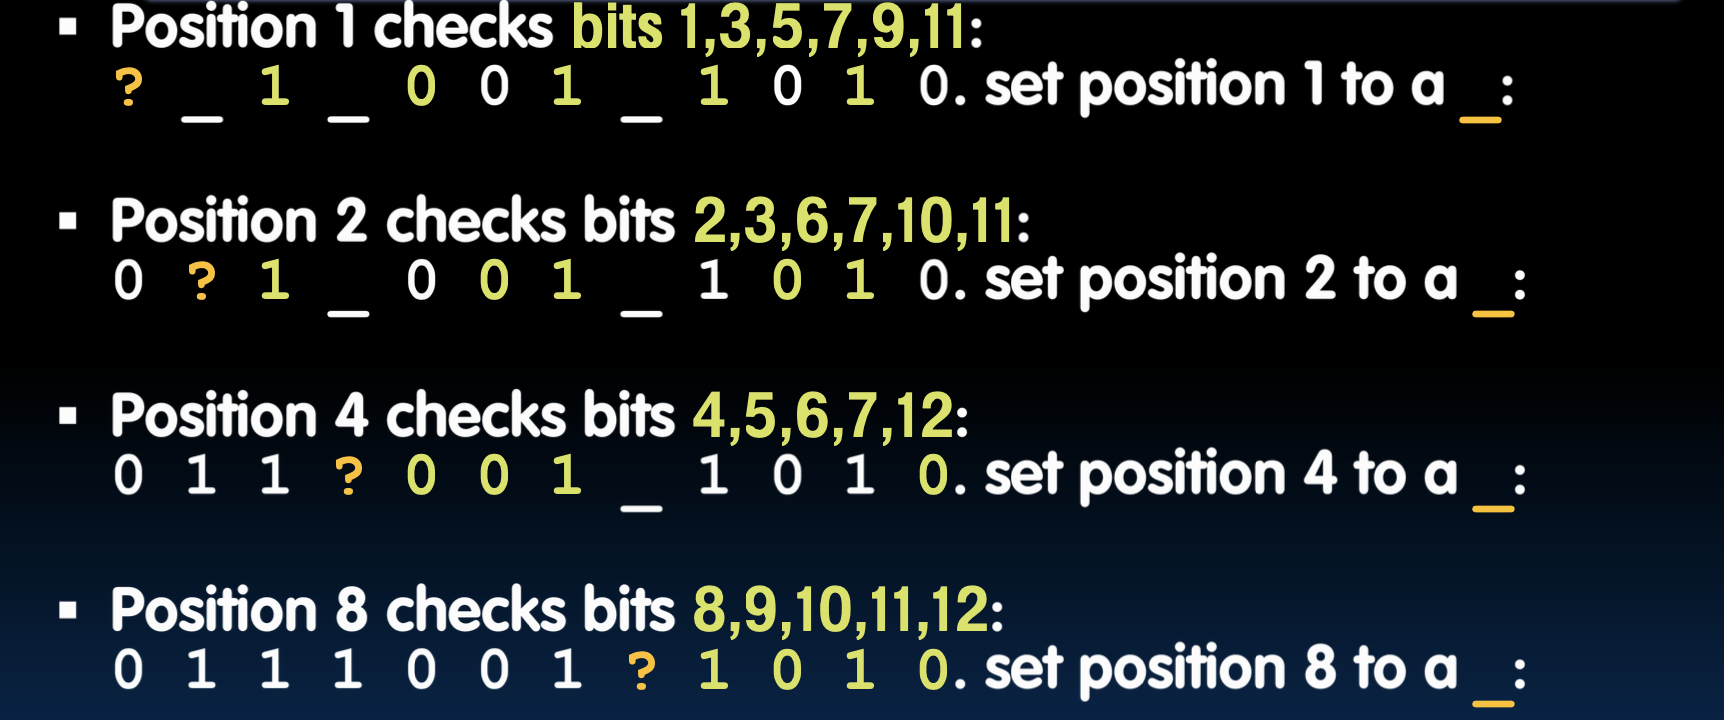 ▪ Position 1 checks bits 1,3,5,7,9,11:
? _ 1 _ 0 0 1 _ 1 0 1 0. set position 1 to a _:
▪ Position 2 checks bits 2,3,6,7,10,11:
0 ? 1 _ 0 0 1 _ 1 0 1 0. set position 2 to a _:
▪ Position 4 checks bits 4,5,6,7,12:
0 1 1 ? 0 0 1 _ 1 0 1 0. set position 4 to a _:
▪ Position 8 checks bits 8,9,10,11,12:
0 1 1 1 0 0 1 ? 1 0 1 0. set position 8 to a _: